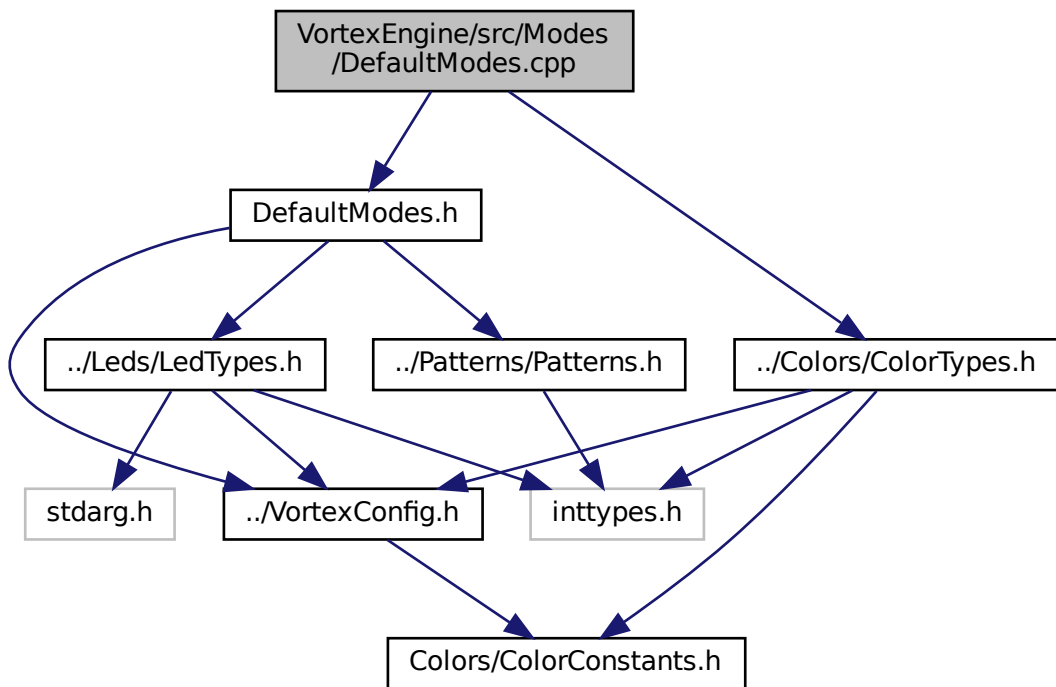 VortexEngine/src/Modes
/DefaultModes.cpp
DefaultModes.h
../Leds/LedTypes.h
../Patterns/Patterns.h
../Colors/ColorTypes.h
stdarg.h
../VortexConfig.h
inttypes.h
Colors/ColorConstants.h